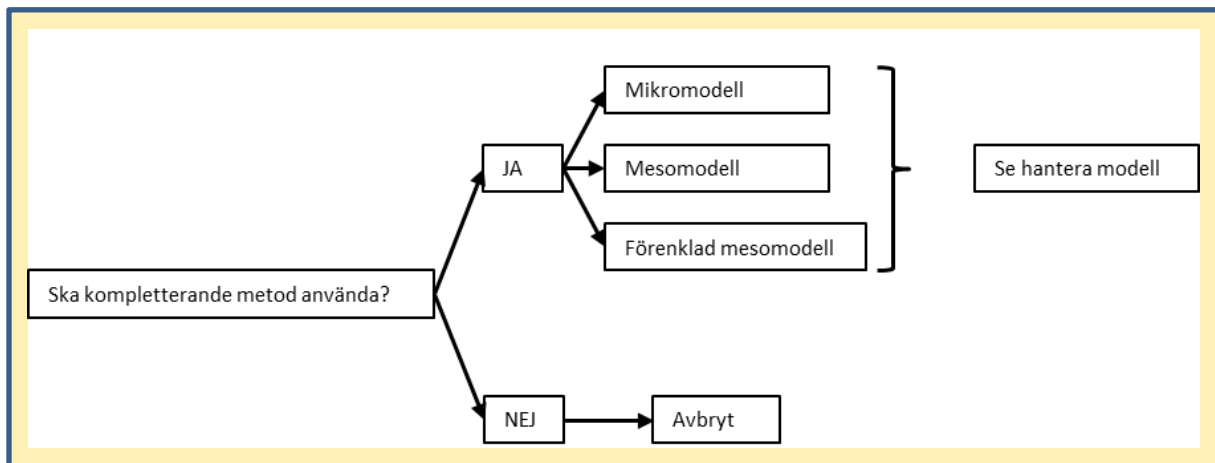 Mikromodell
JA
Mesomodell
Se hantera modell
Förenklad mesomodell
Ska kompletterande metod använda?
NEJ
Avbryt